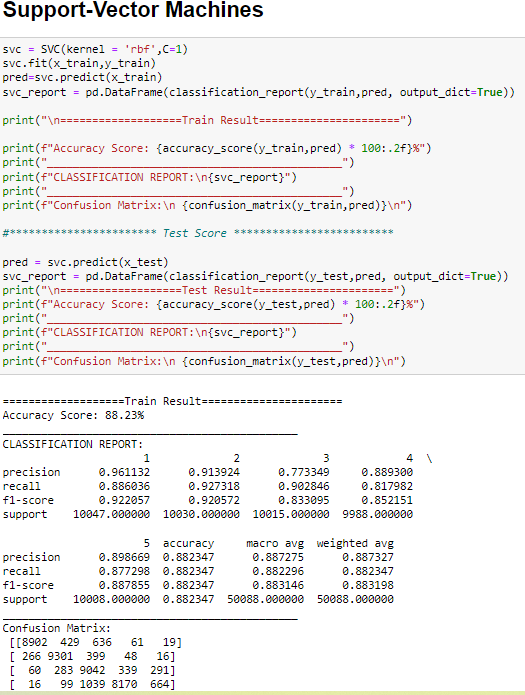 Support-Vector Machines
svc = SVC(kernel = 'rbf',C=1)
svc.fit(x_train,y_train)
pred=svc.predict(x_train)
svc_report = pd.DataFrame(classification_report(y_train,pred, output_dict=True))
print("\n===================Train Result======================")
print(f"Accuracy Score: {accuracy_score(y_train,pred) * 100:.2f}%")
print("_______________________________________________")
print(f"CLASSIFICATION REPORT:\n{svc_report}")
print("_______________________________________________")
print(f"Confusion Matrix:\n {confusion_matrix(y_train,pred)}\n")
#*********************** Test Score *************************
pred = svc.predict(x_test)
svc_report = pd.DataFrame(classification_report(y_test,pred, output_dict=True))
print("\n===================Test Result======================")
print(f"Accuracy Score: {accuracy_score(y_test,pred) * 100:.2f}%")
print("_______________________________________________")
print(f"CLASSIFICATION REPORT:\n{svc_report}")
print("_______________________________________________")
print(f"Confusion Matrix:\n {confusion_matrix(y_test,pred)}\n")
===================Train Result======================
Accuracy Score: 88.23%
_______________________________________________
CLASSIFICATION REPORT:
1 2 3 4 \
precision 0.961132 0.913924 0.773349 0.889300
recall 0.886036 0.927318 0.902846 0.817982
f1-score 0.922057 0.920572 0.833095 0.852151
support 10047.000000 10030.000000 10015.000000 9988.000000
5 accuracy macro avg weighted avg
precision 0.898669 0.882347 0.887275 0.887327
recall 0.877298 0.882347 0.882296 0.882347
f1-score 0.887855 0.882347 0.883146 0.883198
support 10008.000000 0.882347 50088.000000 50088.000000
_______________________________________________
Confusion Matrix:
[[8902 429 636 61 19]
[ 266 9301 399 48 16]
[ 60 283 9042 339 291]
[ 16 99 1039 8170 664]